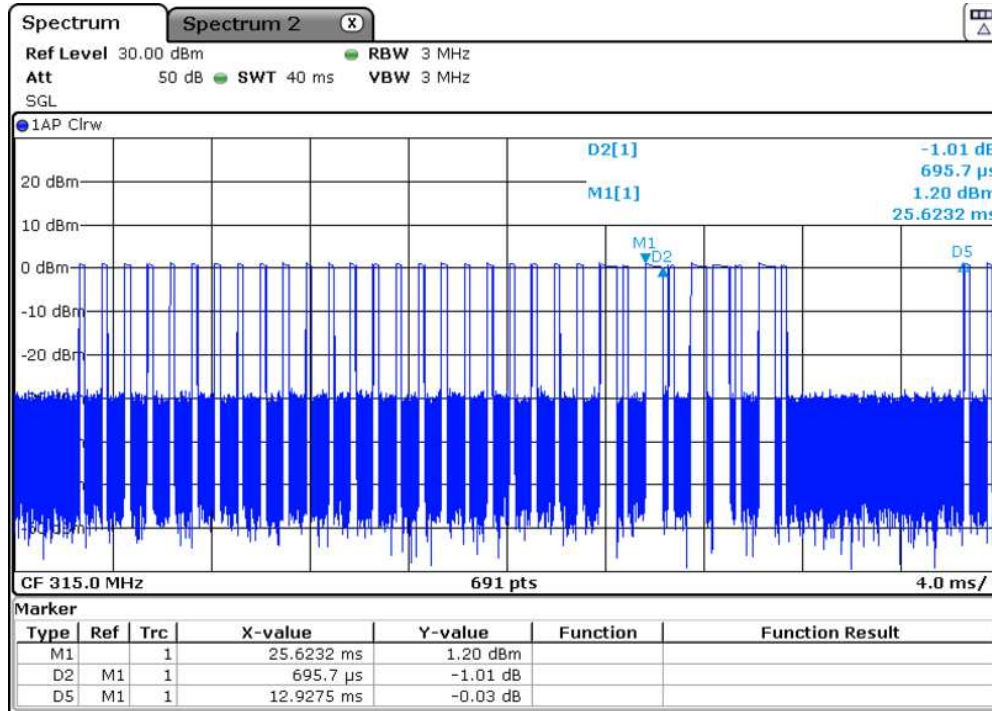 Spectrum Spectrum 2 X
Ref Level 30.00 dBm RBW 3 MHz
Att 50 dB SWT 40 ms VBW 3 MHz
SGL
1AP Clrw
D2[1] -1.01 dB
695.7 µs
20 dBm
M1[1] 1.20 dBm
25.6232 ms
10 dBm
M1
D2 D5
0 dBm
-10 dBm
-20 dBm
CF 315.0 MHz 691 pts 4.0 ms/
Marker
Type Ref Trc X-value Y-value Function Function Result
M1 1 25.6232 ms 1.20 dBm
D2 M1 1 695.7 µs -1.01 dB
D5 M1 1 12.9275 ms -0.03 dB